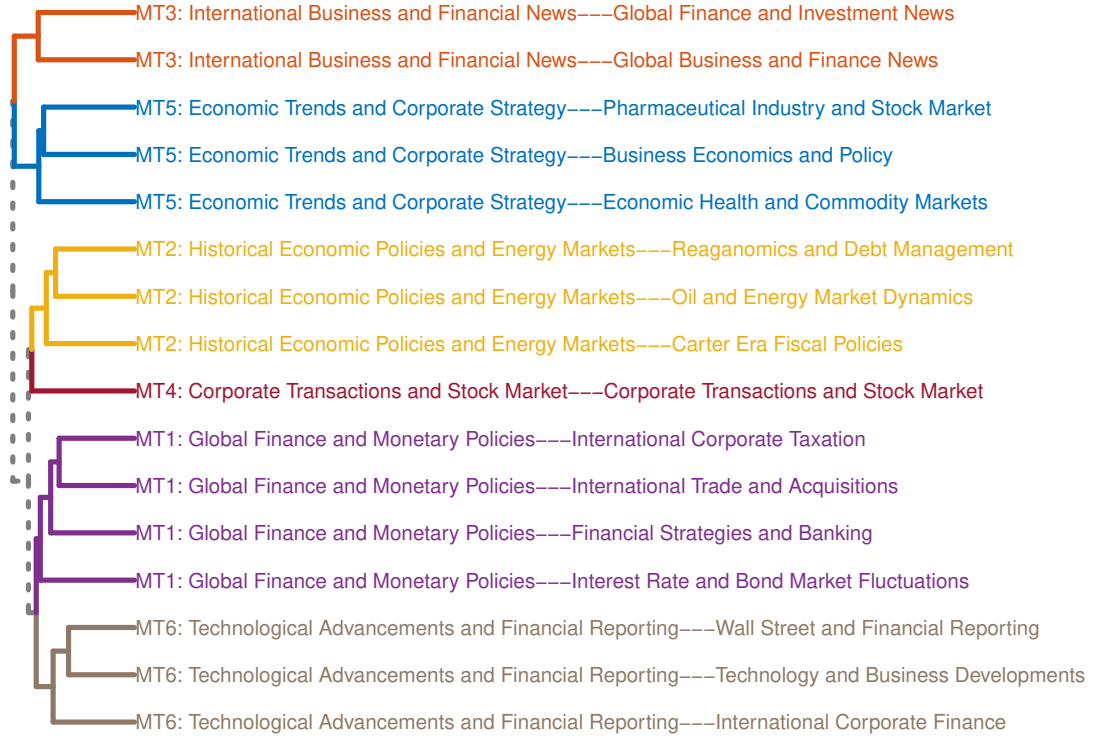 MT3: International Business and Financial News−−−Global Finance and Investment News
MT3: International Business and Financial News−−−Global Business and Finance News
MT5: Economic Trends and Corporate Strategy−−−Pharmaceutical Industry and Stock Market
MT5: Economic Trends and Corporate Strategy−−−Business Economics and Policy
MT5: Economic Trends and Corporate Strategy−−−Economic Health and Commodity Markets
MT2: Historical Economic Policies and Energy Markets−−−Reaganomics and Debt Management
MT2: Historical Economic Policies and Energy Markets−−−Oil and Energy Market Dynamics
MT2: Historical Economic Policies and Energy Markets−−−Carter Era Fiscal Policies
MT4: Corporate Transactions and Stock Market−−−Corporate Transactions and Stock Market
MT1: Global Finance and Monetary Policies−−−International Corporate Taxation
MT1: Global Finance and Monetary Policies−−−International Trade and Acquisitions
MT1: Global Finance and Monetary Policies−−−Financial Strategies and Banking
MT1: Global Finance and Monetary Policies−−−Interest Rate and Bond Market Fluctuations
MT6: Technological Advancements and Financial Reporting−−−Wall Street and Financial Reporting
MT6: Technological Advancements and Financial Reporting−−−Technology and Business Developments
MT6: Technological Advancements and Financial Reporting−−−International Corporate Finance